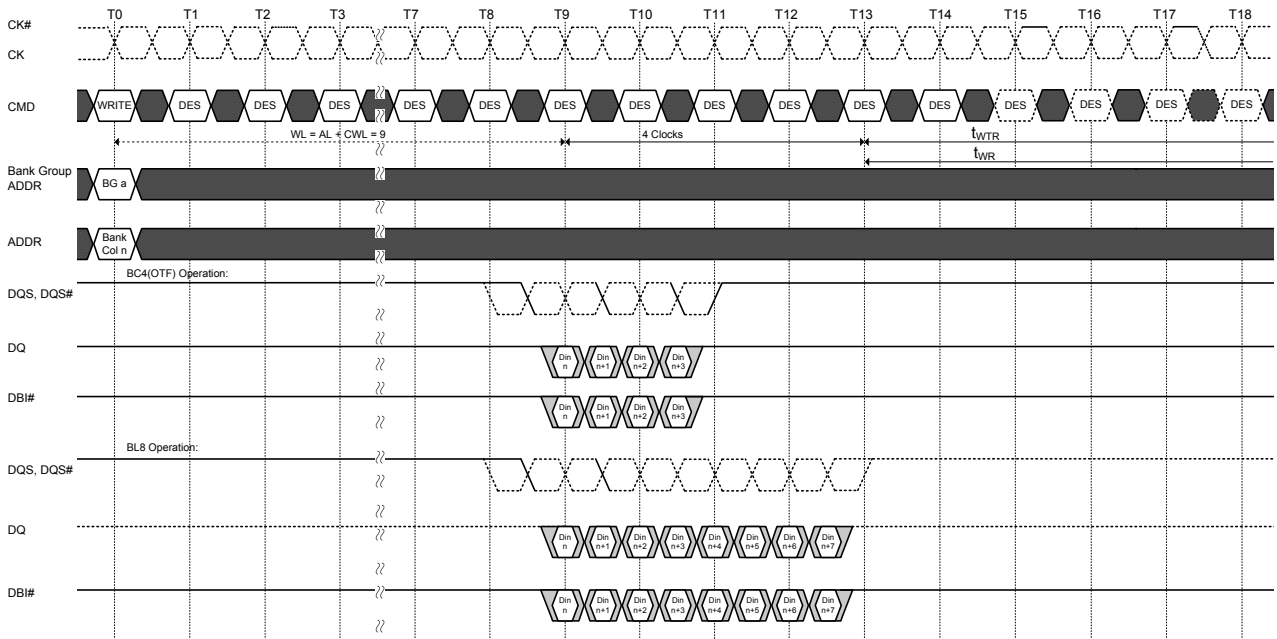 T0 T1 T2 T3 T7 T8 T9 T10 T11 T12 T13 T14 T15 T16 T17 T18
CK#
CK
CMD WRITE DES DES DES DES DES DES DES DES DES DES DES DES DES DES DES
WL = AL + CWL = 9 4 Clocks tWTR
tWR
Bank Group
ADDR
BG a
ADDR
Bank
Col n
BC4(OTF) Operation:
DQS, DQS#
DQ
Din n Din n+1 Din n+2 Din n+3
DBI#
Din n Din n+1 Din n+2 Din n+3
BL8 Operation:
DQS, DQS#
DQ
Din n Din n+1 Din n+2 Din n+3 Din n+4 Din n+5 Din n+6 Din n+7
DBI#
Din n Din n+1 Din n+2 Din n+3 Din n+4 Din n+5 Din n+6 Din n+7